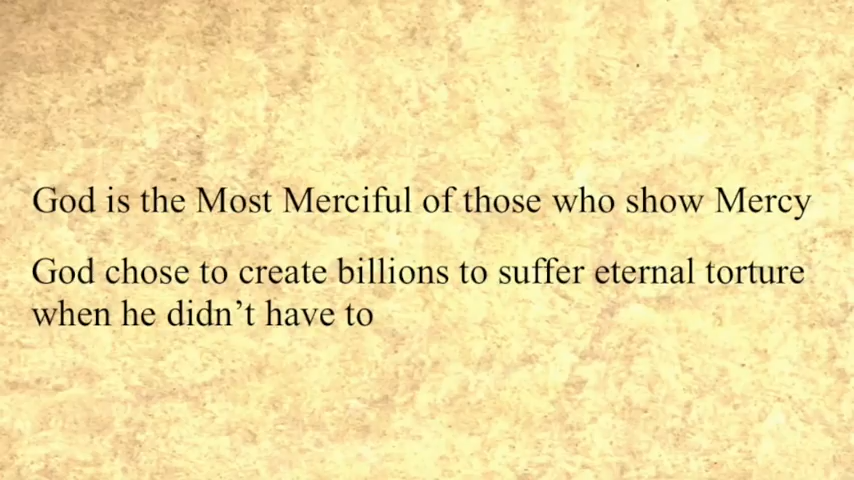 God is the Most Merciful of those who show Mercy
God chose to create billions to suffer eternal torture
when he didn’t have to